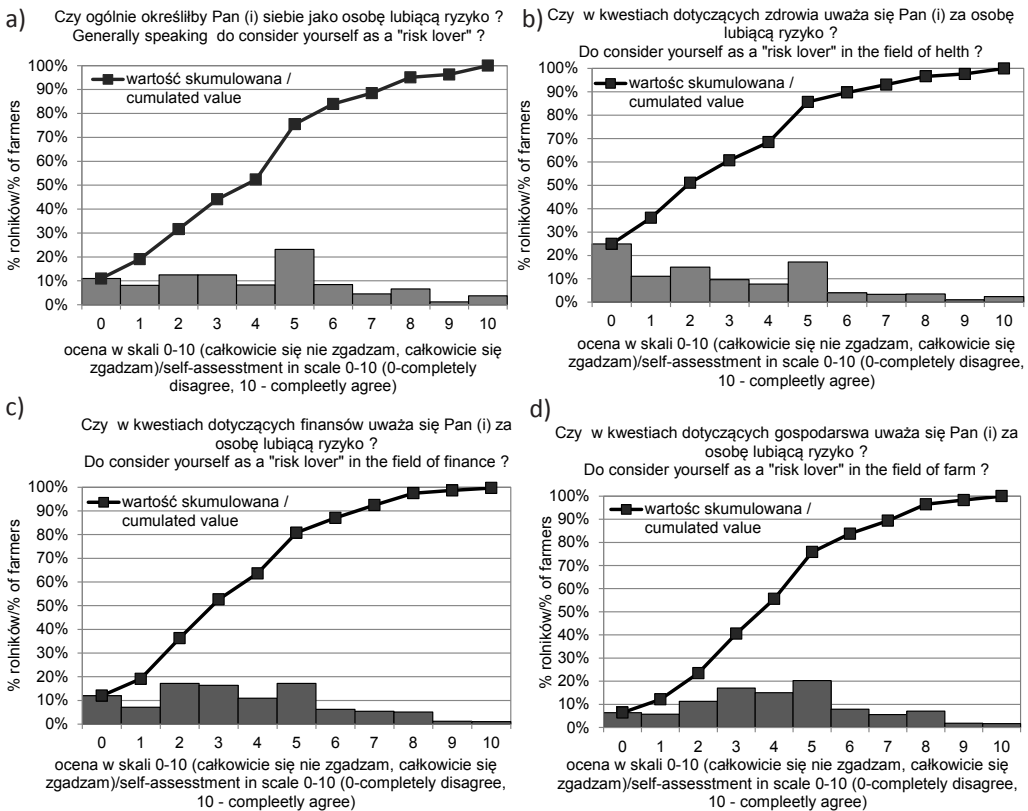 a)
Czy ogólnie określiłby Pan (i) siebie jako osobę lubiącą ryzyko ?
Generally speaking do consider yourself as a "risk lover" ?
% rolników/% of farmers
100%
90%
80%
70%
60%
50%
40%
30%
20%
10%
0%
wartość skumulowana /
cumulated value
0 1 2 3 4 5 6 7 8 9 10
ocena w skali 0-10 (całkowicie się nie zgadzam, całkowicie się
zgadzam)/self-assesstment in scale 0-10 (0-completely
disagree, 10 - compleetly agree)
b)
Czy w kwestiach dotyczących zdrowia uważa się Pan (i) za osobę
lubiącą ryzyko ?
Do consider yourself as a "risk lover" in the field of helth ?
% rolników/% of farmers
100%
90%
80%
70%
60%
50%
40%
30%
20%
10%
0%
wartość skumulowana /
cumulated value
0 1 2 3 4 5 6 7 8 9 10
ocena w skali 0-10 (całkowicie się nie zgadzam, całkowicie się
zgadzam)/self-assesstment in scale 0-10 (0-completely disagree,
10 - compleetly agree)
c)
Czy w kwestiach dotyczących finansów uważa się Pan (i) za
osobę lubiącą ryzyko ?
Do consider yourself as a "risk lover" in the field of finance ?
% rolników/% of farmers
100%
90%
80%
70%
60%
50%
40%
30%
20%
10%
0%
wartość skumulowana /
cumulated value
0 1 2 3 4 5 6 7 8 9 10
ocena w skali 0-10 (całkowicie się nie zgadzam, całkowicie się
zgadzam)/self-assesstment in scale 0-10 (0-completely disagree,
10 - compleetly agree)
d)
Czy w kwestiach dotyczących gospodarswa uważa się Pan (i) za
osobę lubiącą ryzyko ?
Do consider yourself as a "risk lover" in the field of farm ?
% rolników/% of farmers
100%
90%
80%
70%
60%
50%
40%
30%
20%
10%
0%
wartość skumulowana /
cumulated value
0 1 2 3 4 5 6 7 8 9 10
ocena w skali 0-10 (całkowicie się nie zgadzam, całkowicie się
zgadzam)/self-assesstment in scale 0-10 (0-completely disagree,
10 - compleetly agree)